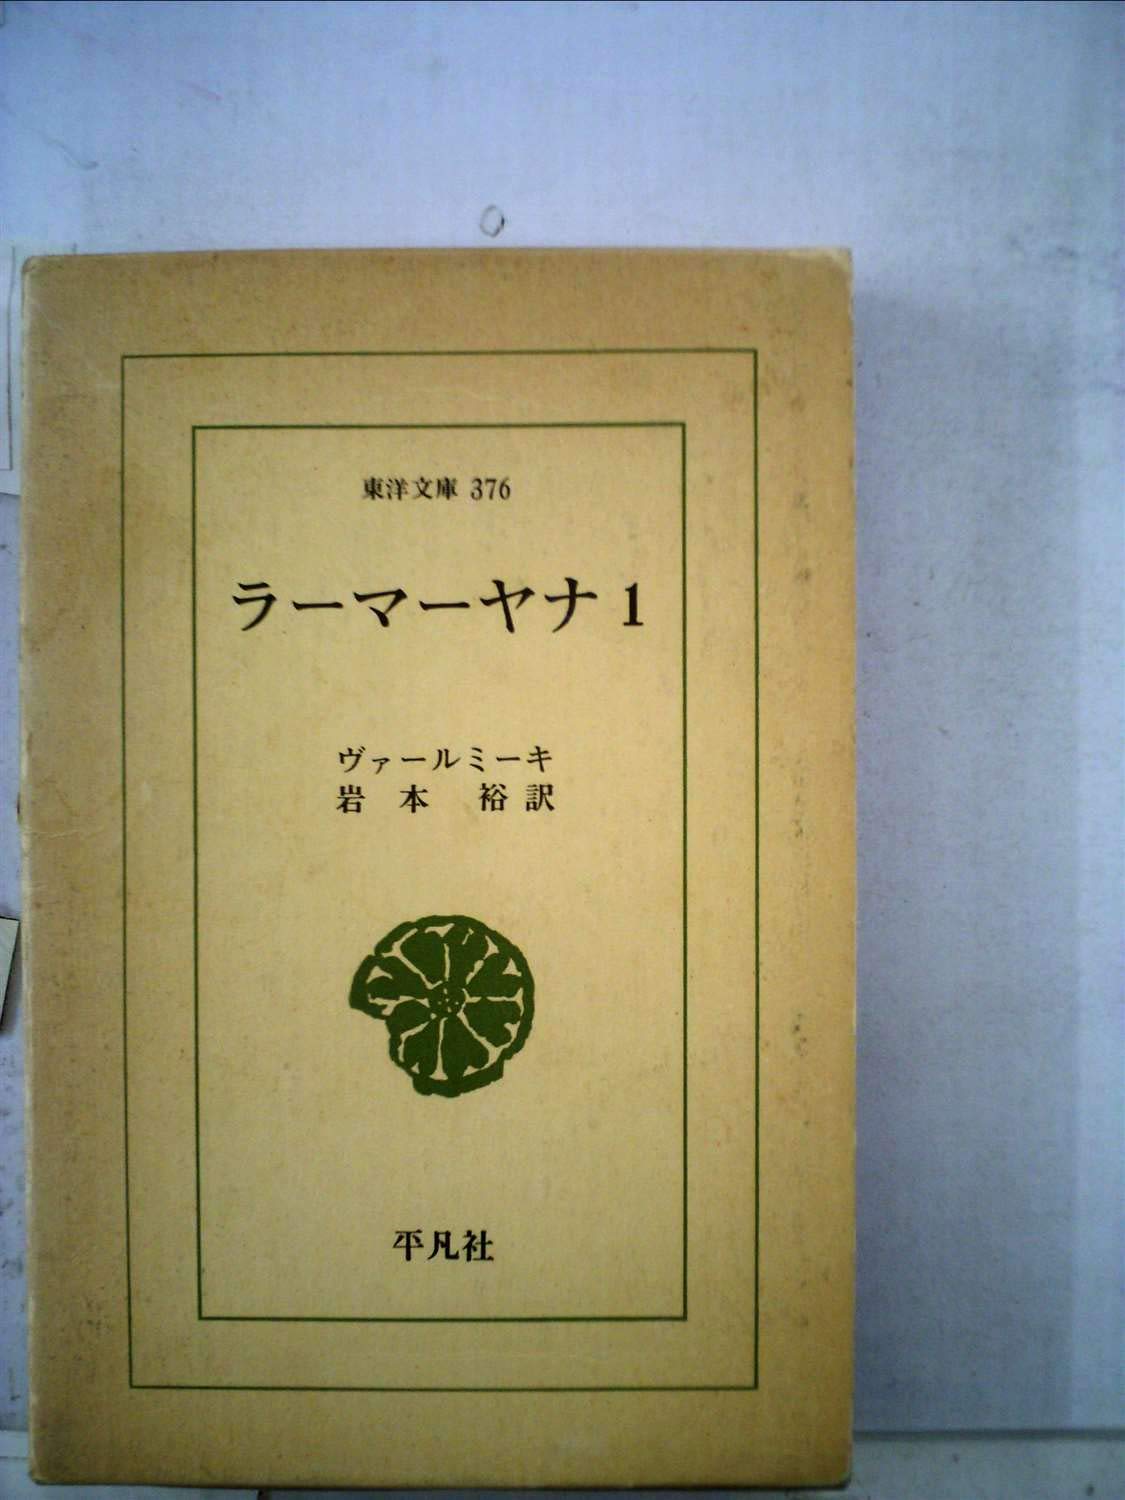 東洋文庫 376
ラーマーヤナ 1
ヴァールミーキ
岩本 裕訳
平凡社